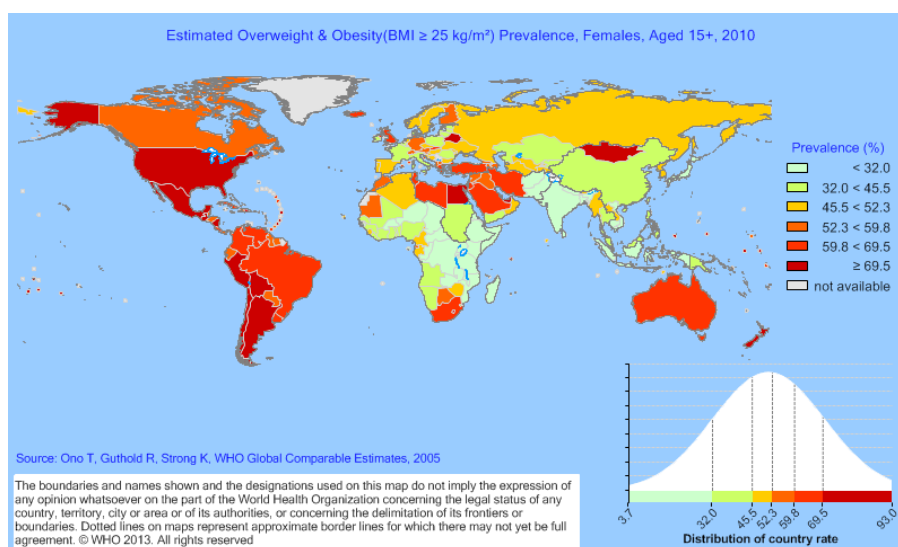 Estimated Overweight & Obesity(BMI ≥ 25 kg/m²) Prevalence, Females, Aged 15+, 2010
Prevalence (%)
< 32.0
32.0 < 45.5
45.5 < 52.3
52.3 < 59.8
59.8 < 69.5
≥ 69.5
not available
Source: Ono T, Guthold R, Strong K, WHO Global Comparable Estimates, 2005
The boundaries and names shown and the designations used on this map do not imply the expression of
any opinion whatsoever on the part of the World Health Organization concerning the legal status of any
country, territory, city or area or of its authorities, or concerning the delimitation of its frontiers or
boundaries. Dotted lines on maps represent approximate border lines for which there may not yet be full
agreement. © WHO 2013. All rights reserved
3.7
32.0
45.5
52.3
59.8
69.5
93.0
Distribution of country rate